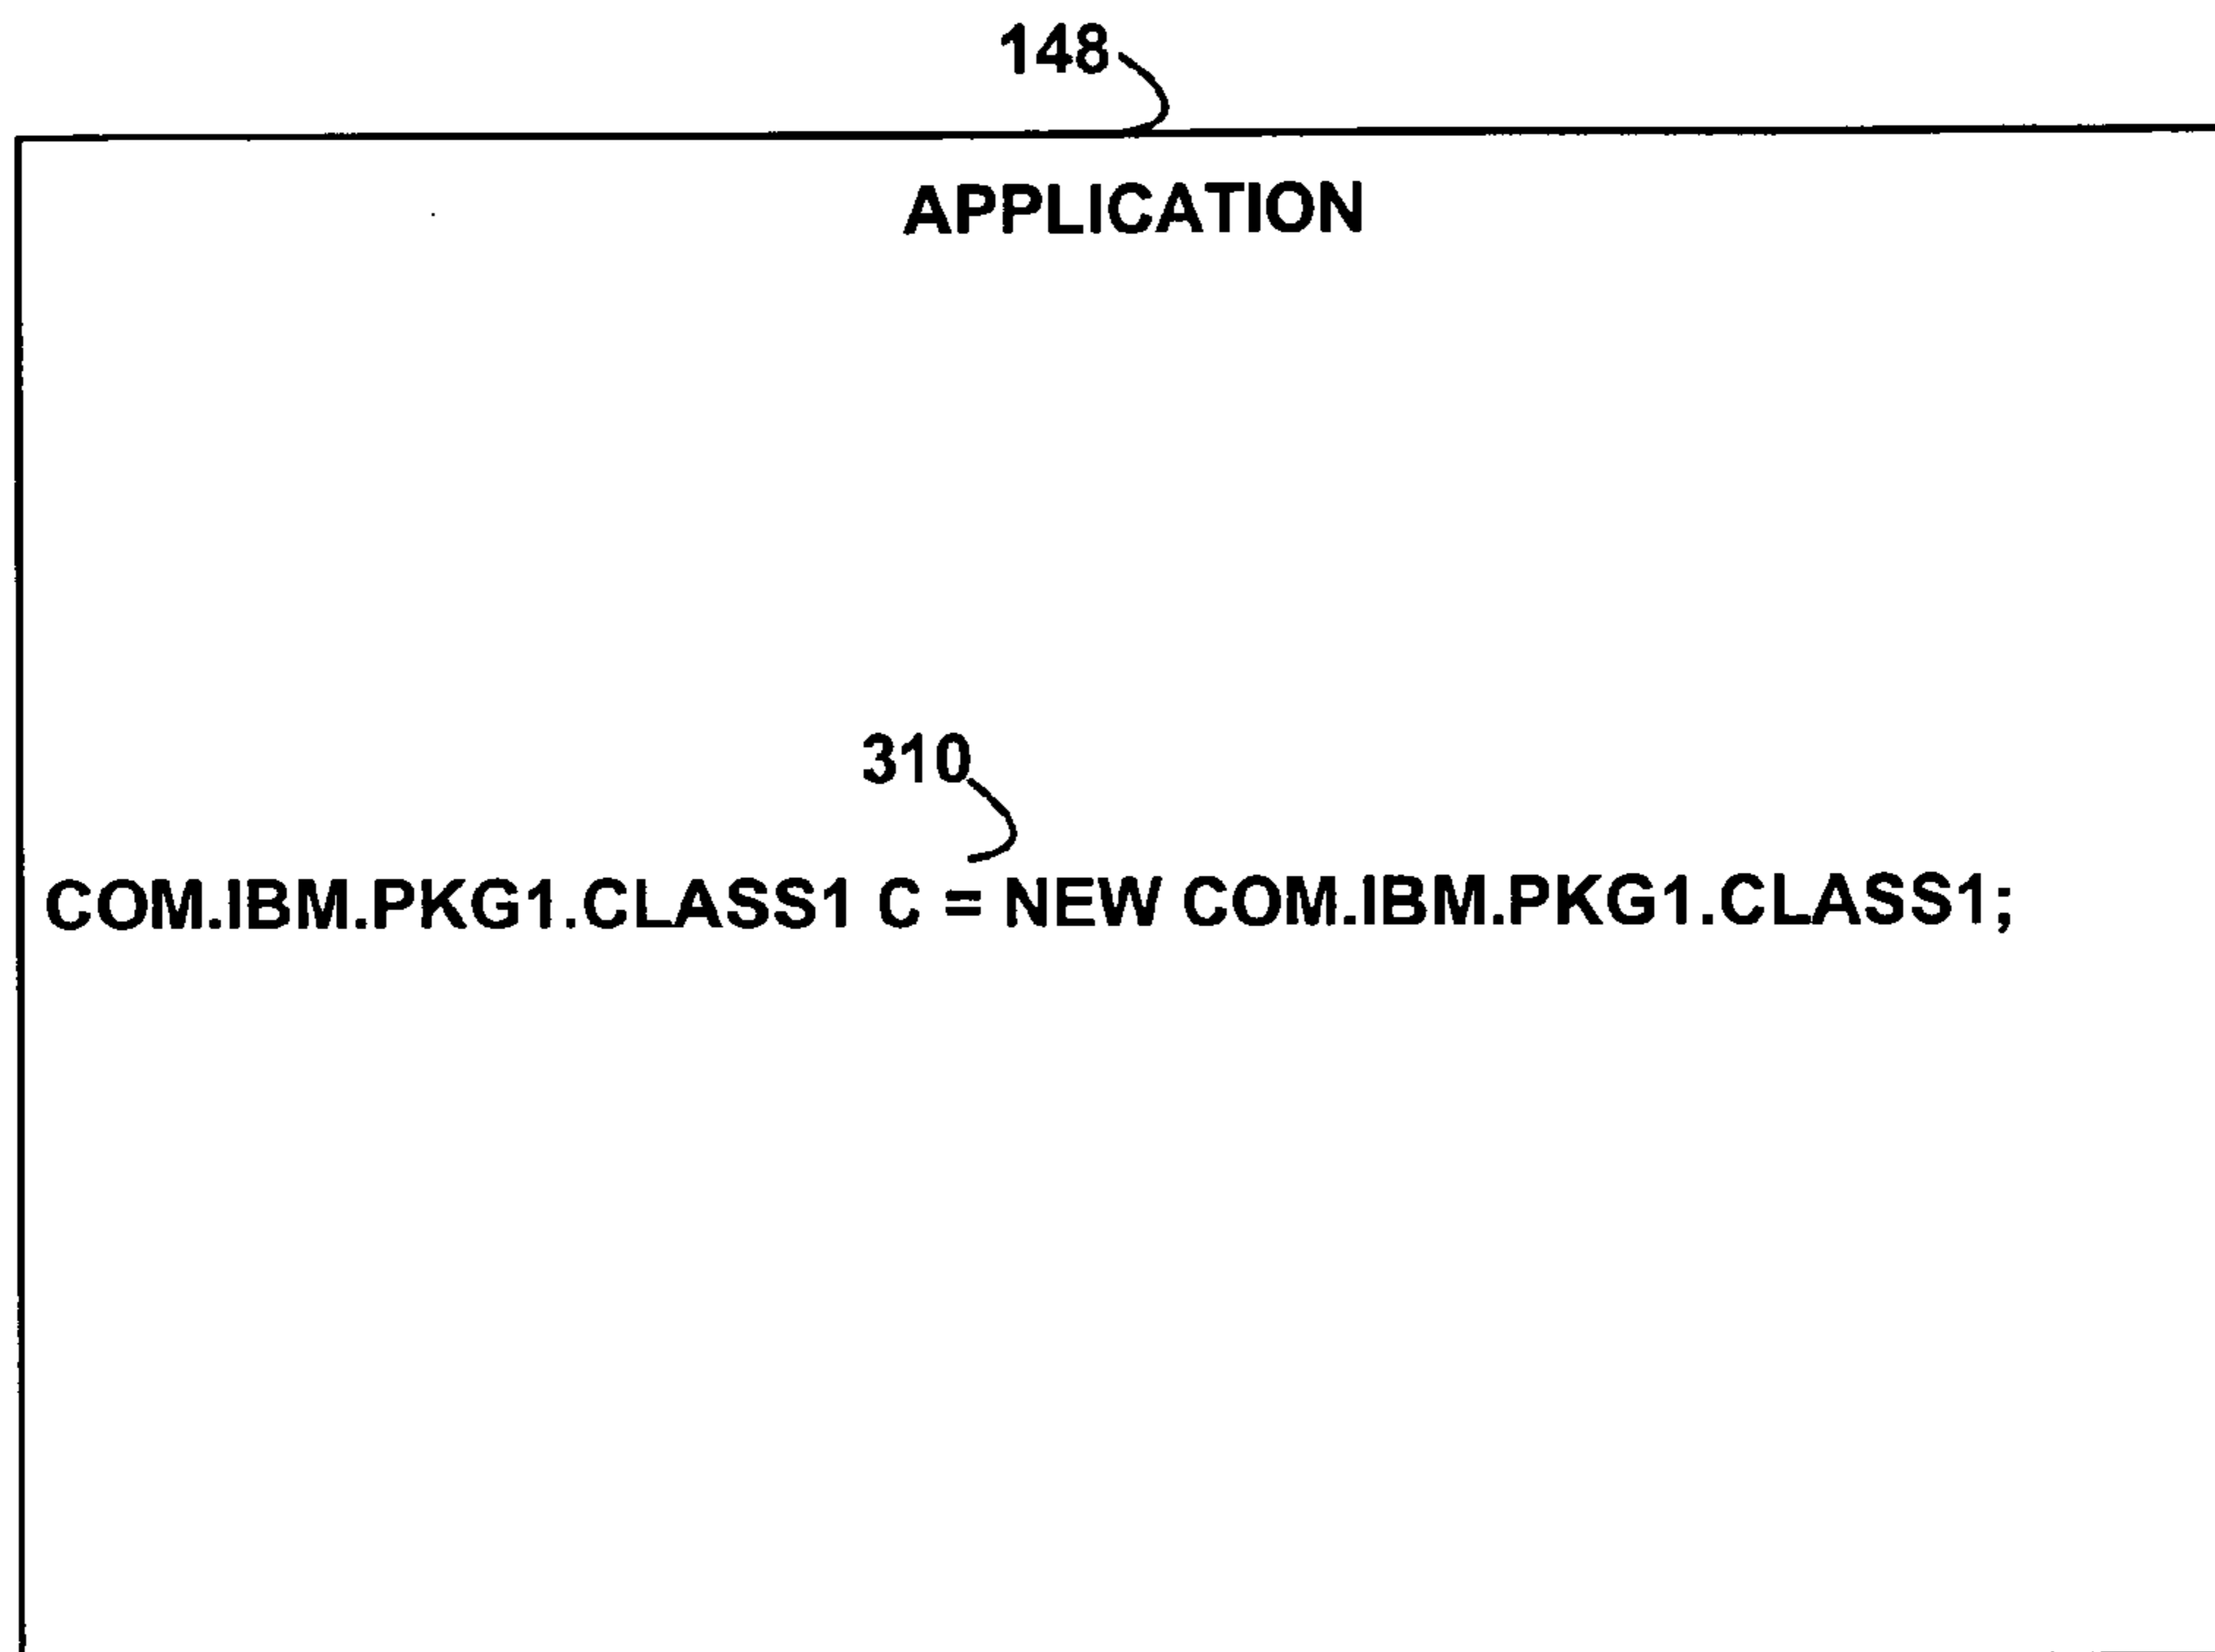 148
APPLICATION
310
COM.IBM.PKG1.CLASS1 C = NEW COM.IBM.PKG1.CLASS1;